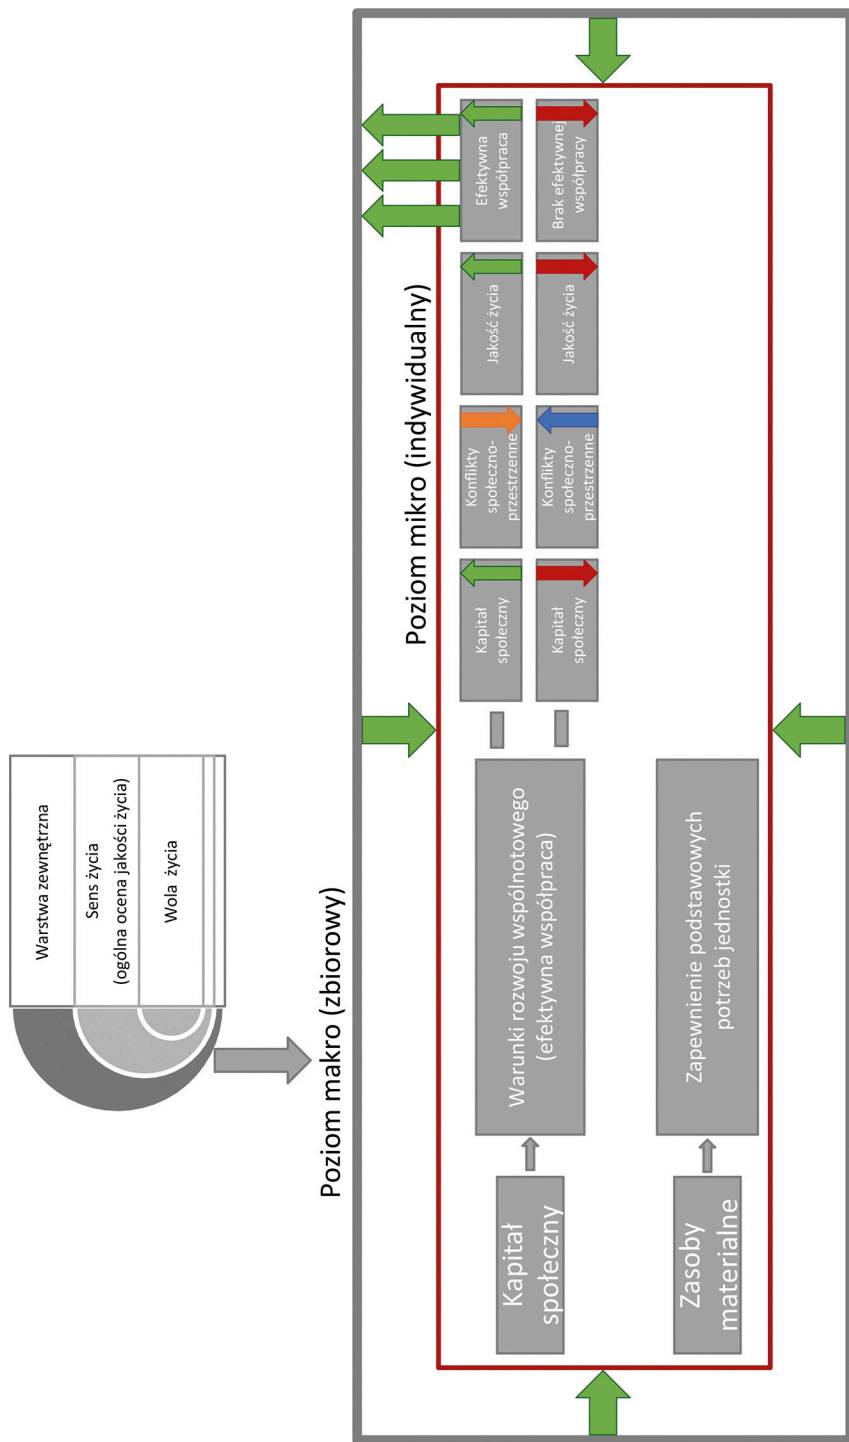 Warstwa zewnętrzna
Sens życia
(ogólna ocena jakości życia)
Wola życia
Poziom makro (zbiorowy)
Poziom mikro (indywidualny)
Kapitał
społeczny
Warunki rozwoju wspólnotowego
(efektywna współpraca)
Kapitał
społeczny
Konflikty
społeczno-
przestrzenne
Jakość życia
Efektywna
współpraca
Kapitał
społeczny
Konflikty
społeczno-
przestrzenne
Jakość życia
Brak efektywnej
współpracy
Zasoby
materialne
Zapewnienie podstawowych
potrzeb jednostki